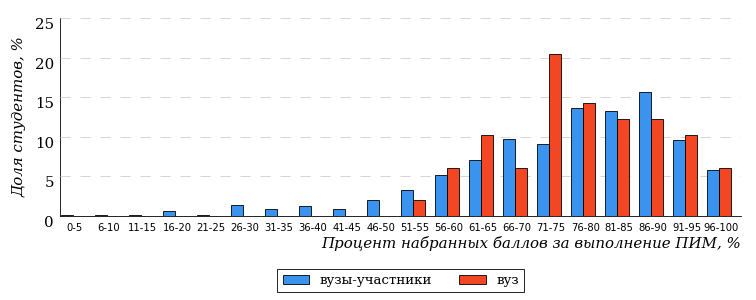 Доля студентов, %
25
20
15
10
5
0
0-5 6-10 11-15 16-20 21-25 26-30 31-35 36-40 41-45 46-50 51-55 56-60 61-65 66-70 71-75 76-80 81-85 86-90 91-95 96-100
Процент набранных баллов за выполнение ПИМ, %
вузы-участники вуз